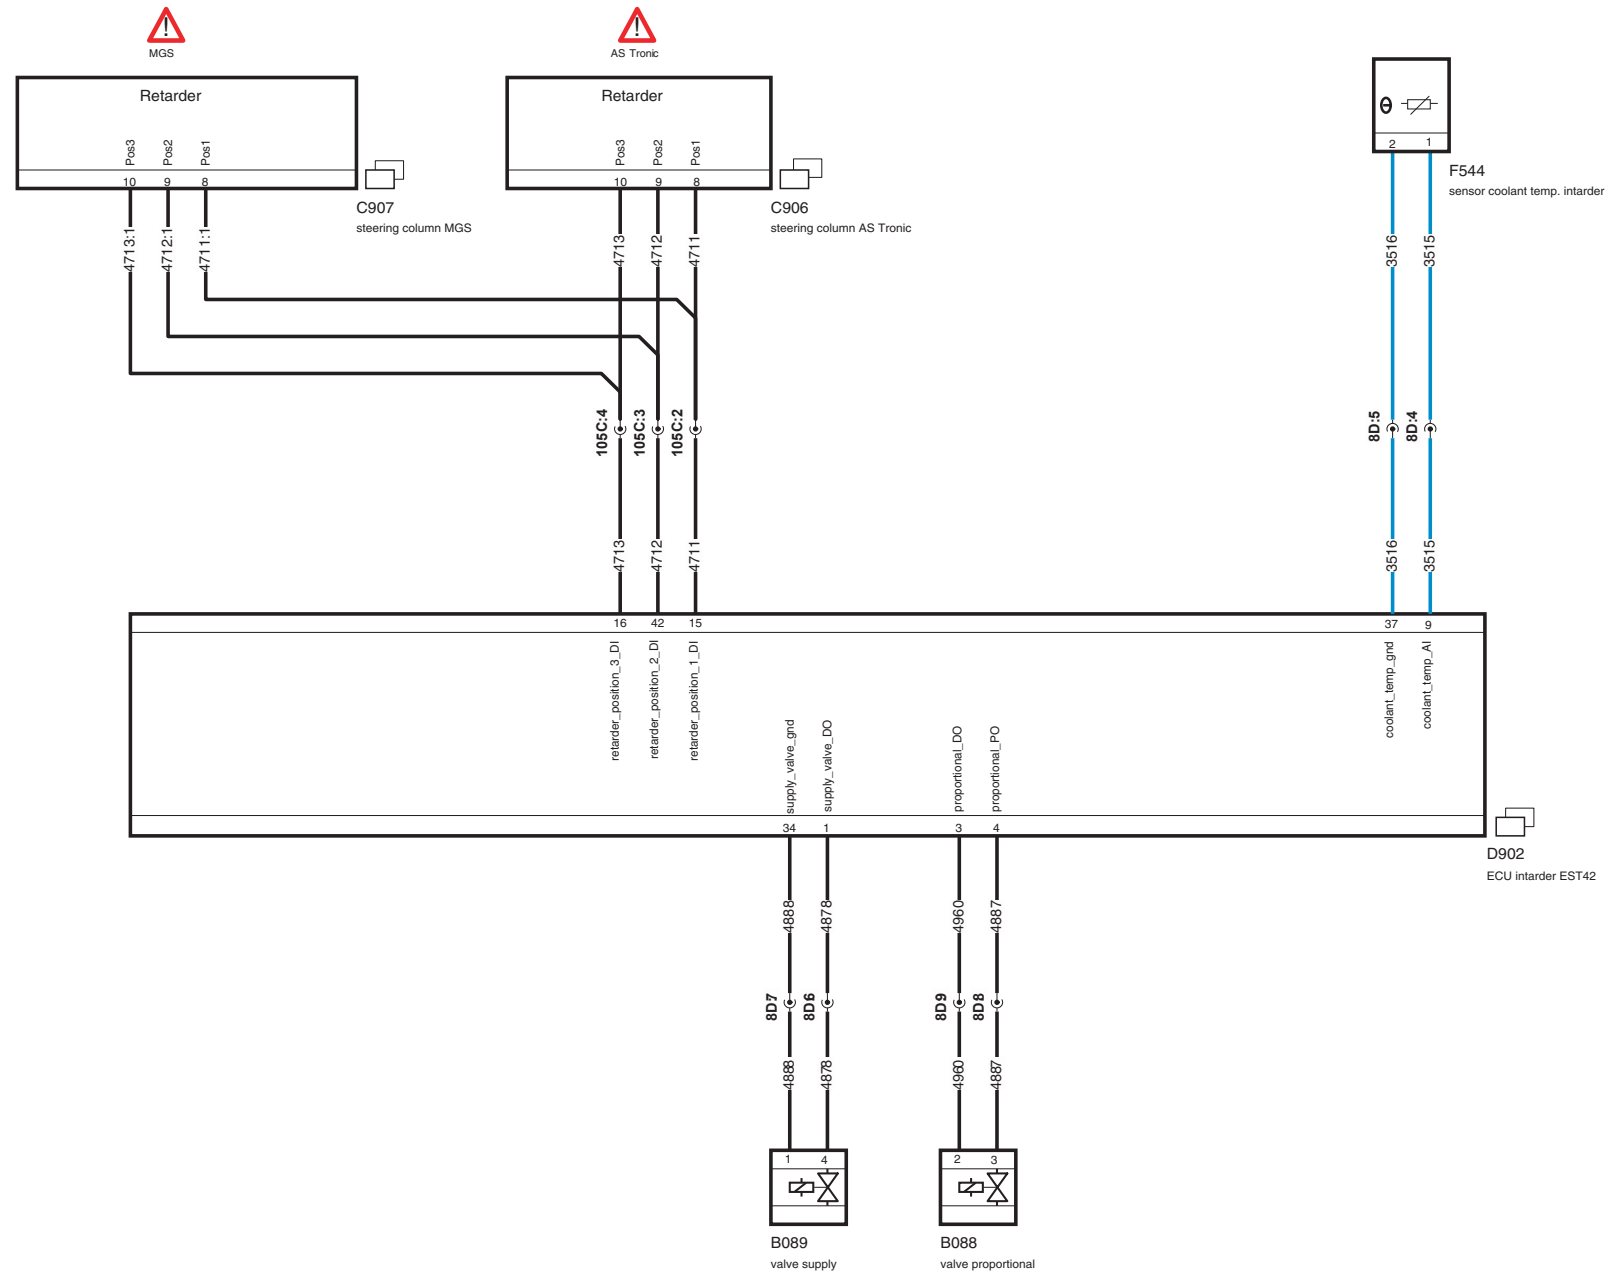 MGS
AS Tronic
Retarder
Retarder
Pos3
Pos2
Pos1
Pos3
Pos2
Pos1
2
1
10
9
8
10
9
8
F544
sensor coolant temp. intarder
C907
steering column MGS
C906
steering column AS Tronic
4713:1
4712:1
4711:1
4713
4712
4711
3516
3515
105C:4
105C:3
105C:2
8D:5
8D:4
4713
4712
4711
3516
3515
16
42
15
37
9
retarder_position_3_DI
retarder_position_2_DI
retarder_position_1_DI
coolant_temp_gnd
coolant_temp_AI
supply_valve_gnd
supply_valve_DO
proportional_DO
proportional_PO
34
1
3
4
D902
ECU intarder EST42
4888
4878
4960
4887
8D7
8D6
8D9
8D8
4888
4878
4960
4887
1
4
2
3
B089
valve supply
B088
valve proportional